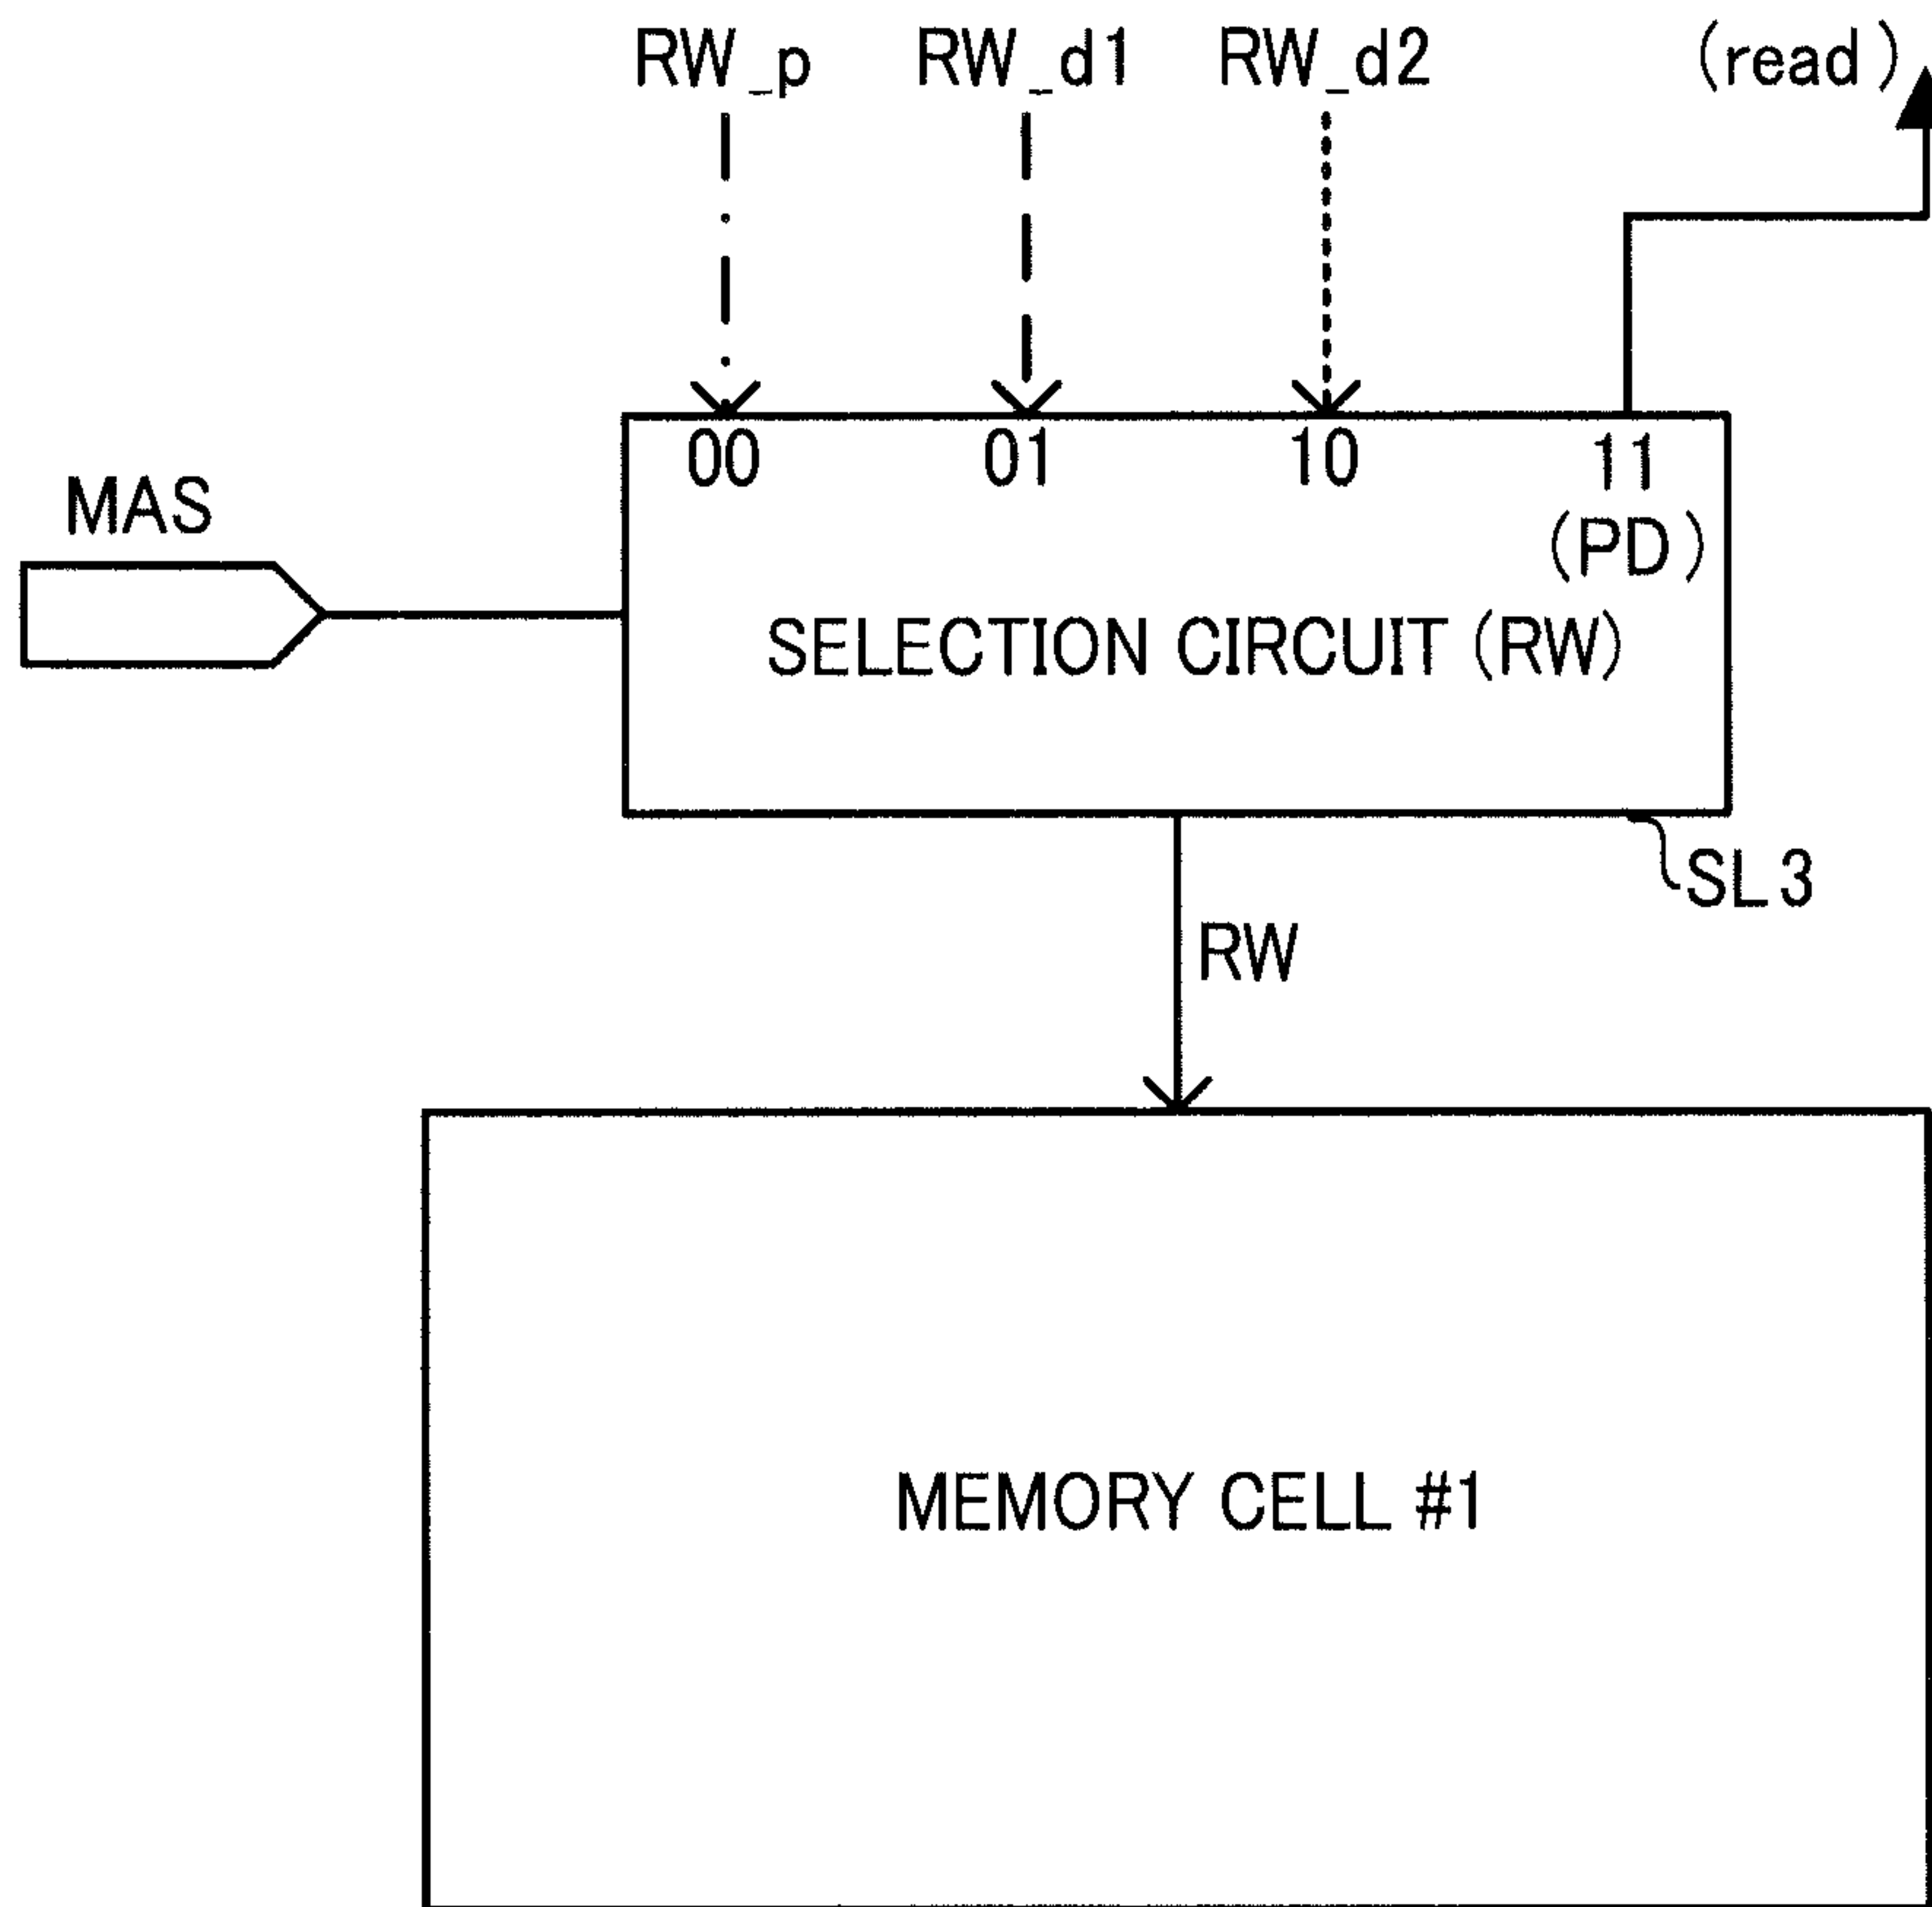 RW_p RW_d1 RW_d2 (read)
00 01 10 11
(PD)
MAS
SELECTION CIRCUIT (RW)
SL3
RW
MEMORY CELL #1